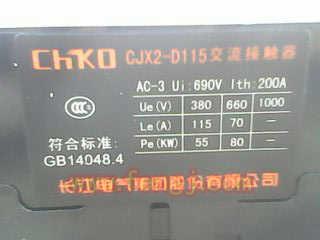 CHKO CJX2-D115交流接触器
AC-3 Ui:690V Ith:200A
Ue(V) 380 660 1000
Le(A) 115 70 —
Pe(KW) 55 80 —
CCC
符合标准:
GB14048.4
长江电气集团股份有限公司